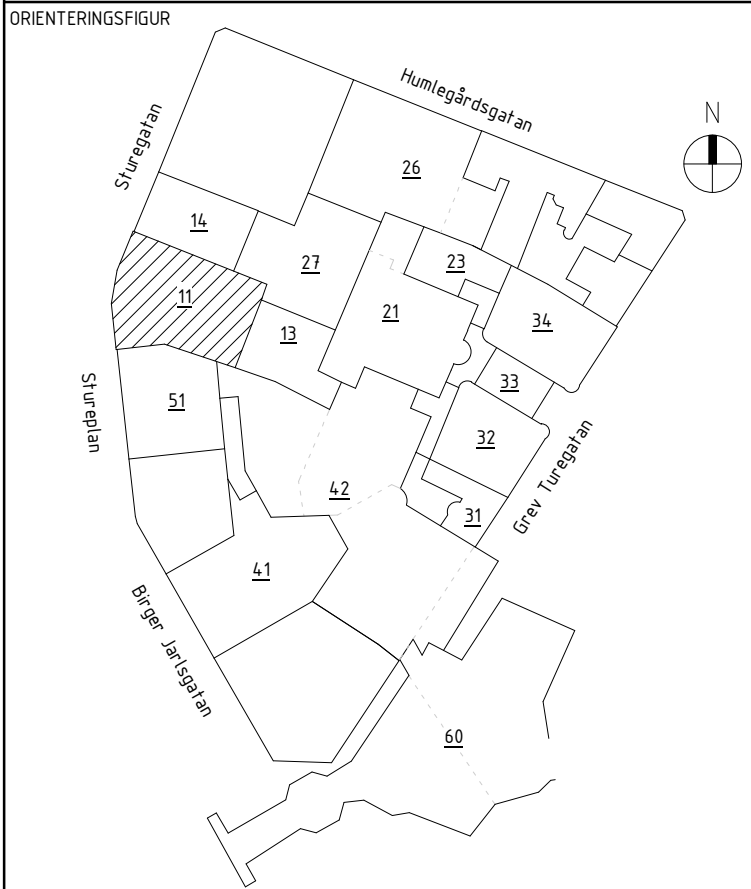 ORIENTERINGSFIGUR
Humlegårdsgatan
N
Sturegatan
26
14
27
23
11
21
34
13
33
51
32
Stureplan
42
31
Grev Turegatan
41
Birger Jarlsgatan
60